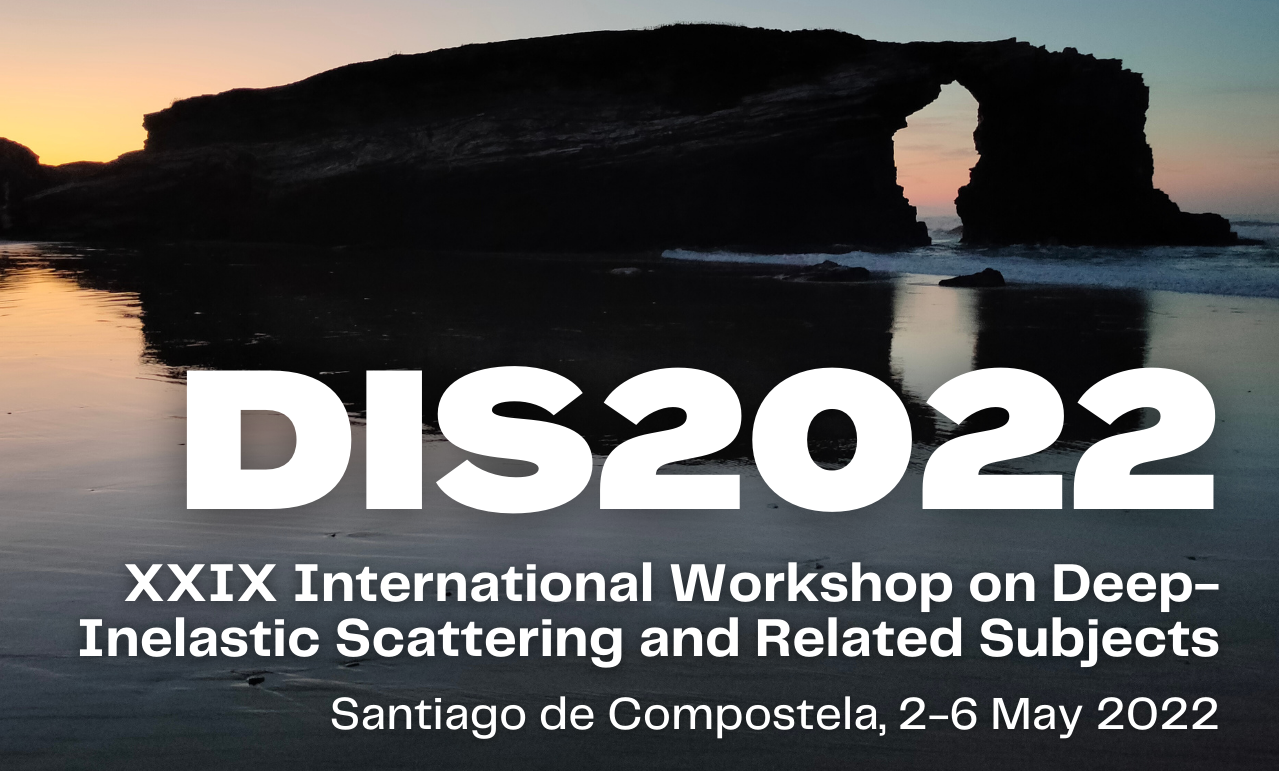 DIS2022
XXIX International Workshop on Deep-
Inelastic Scattering and Related Subjects
Santiago de Compostela, 2-6 May 2022